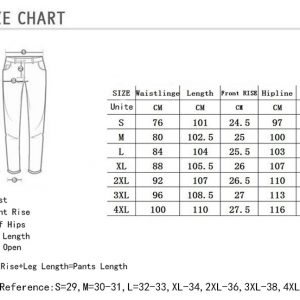 ZE CHART
SIZE Waistlinge Length Front RISE Hipline
Unite CM CM CM CM
S 76 101 24.5 97
M 80 102.5 25 100
L 84 104 25.5 103
XL 88 105.5 26 107
2XL 92 107 26.5 110
3XL 96 108.5 27 113
4XL 100 110 27.5 116
st
nt Rise
f Hips
Length
Open
Rise+Leg Length=Pants Length
Reference:S=29,M=30-31,L=32-33,XL-34,2XL-36,3XL-38,4XL